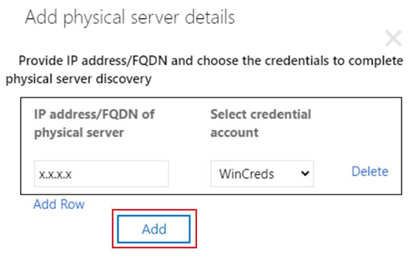 Add physical server details
Provide IP address/FQDN and choose the credentials to complete
physical server discovery
IP address/FQDN of
physical server
Select credential
account
x.x.x.x
WinCreds
Delete
Add Row
Add